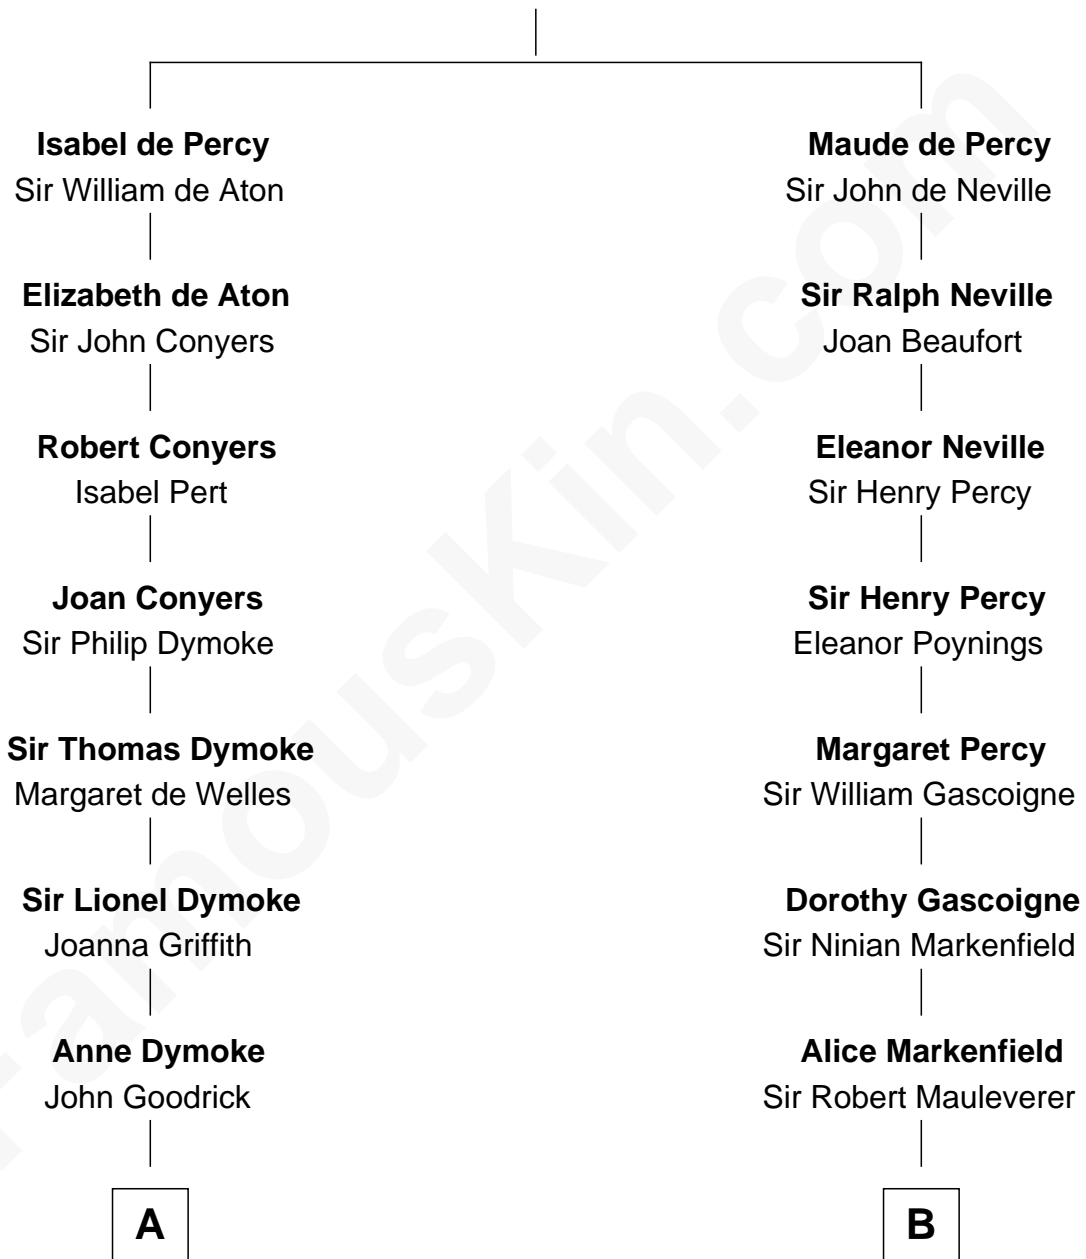 Isabel de Percy
Sir William de Aton
Elizabeth de Aton
Sir John Conyers
Robert Conyers
Isabel Pert
Joan Conyers
Sir Philip Dymoke
Sir Thomas Dymoke
Margaret de Welles
Sir Lionel Dymoke
Joanna Griffith
Anne Dymoke
John Goodrick
A
Maude de Percy
Sir John de Neville
Sir Ralph Neville
Joan Beaufort
Eleanor Neville
Sir Henry Percy
Sir Henry Percy
Eleanor Poynings
Margaret Percy
Sir William Gascoigne
Dorothy Gascoigne
Sir Ninian Markenfield
Alice Markenfield
Sir Robert Mauleverer
B
FamousKin.com